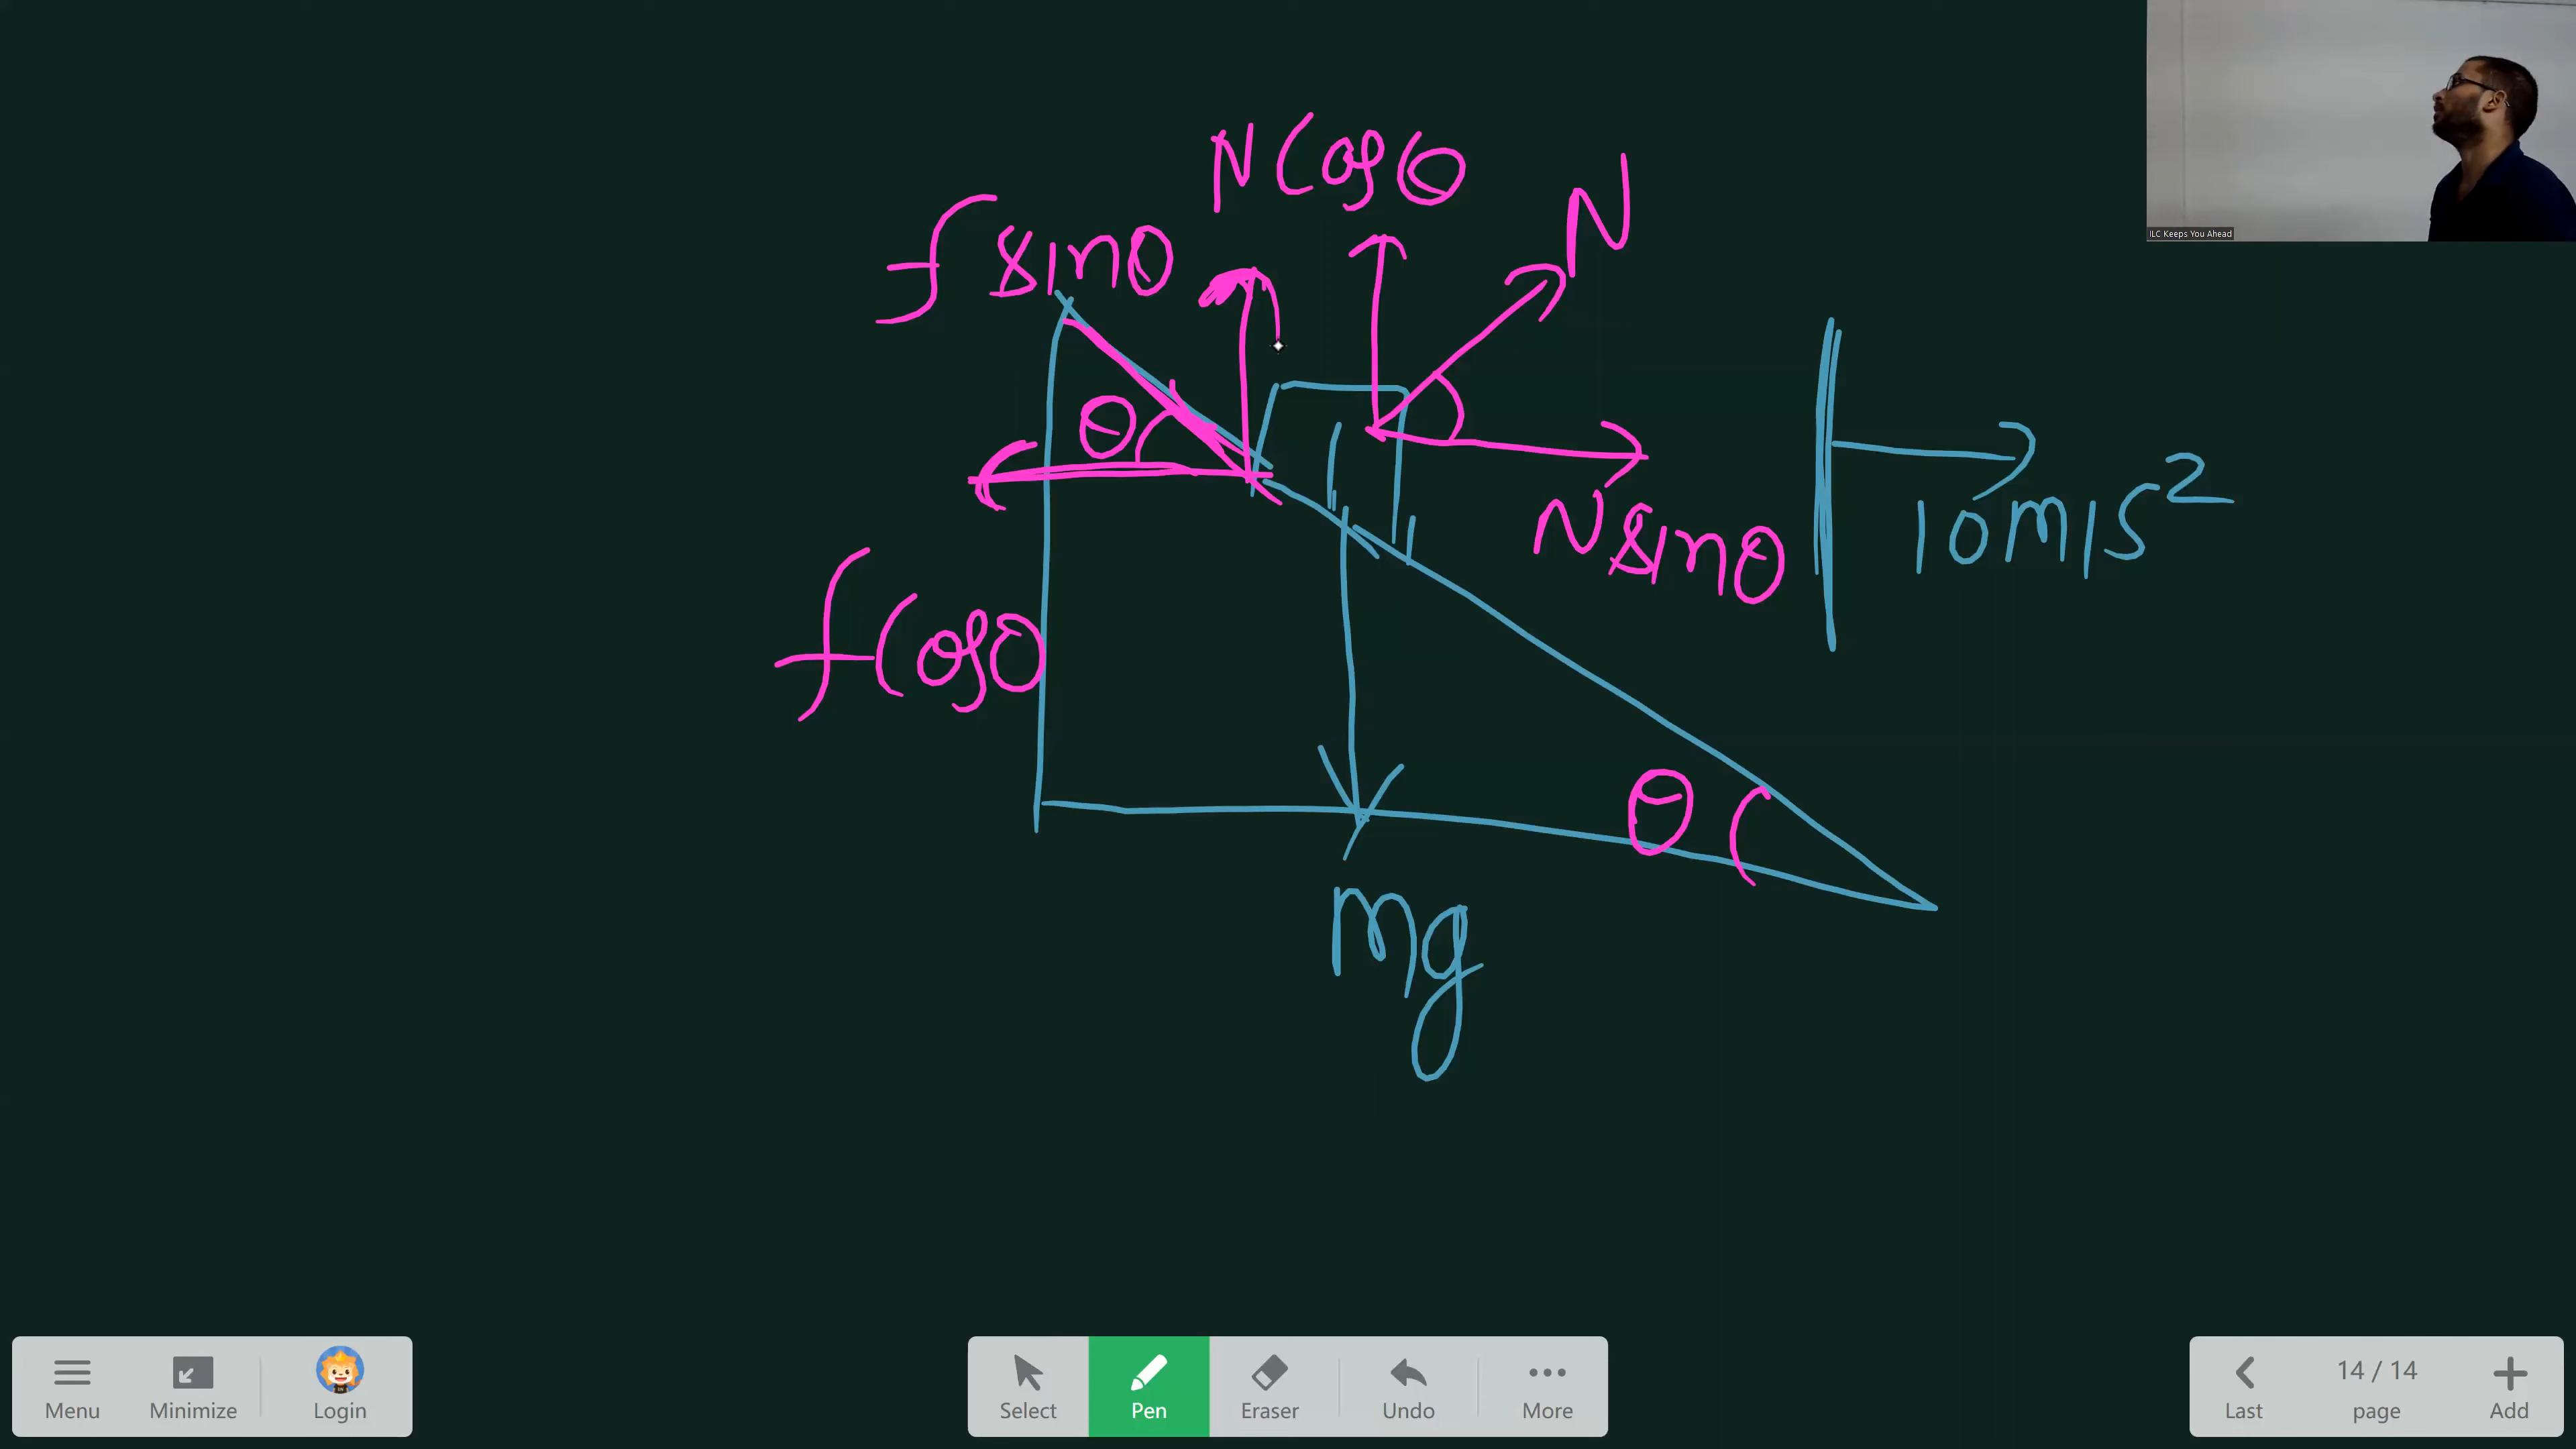 N Cosθ
N
f sinθ
θ
N sinθ
10 m/s²
f Cosθ
θ
mg
ILC Keeps You Ahead
Menu
Minimize
Login
Select
Pen
Eraser
Undo
More
Last
14 / 14
page
Add